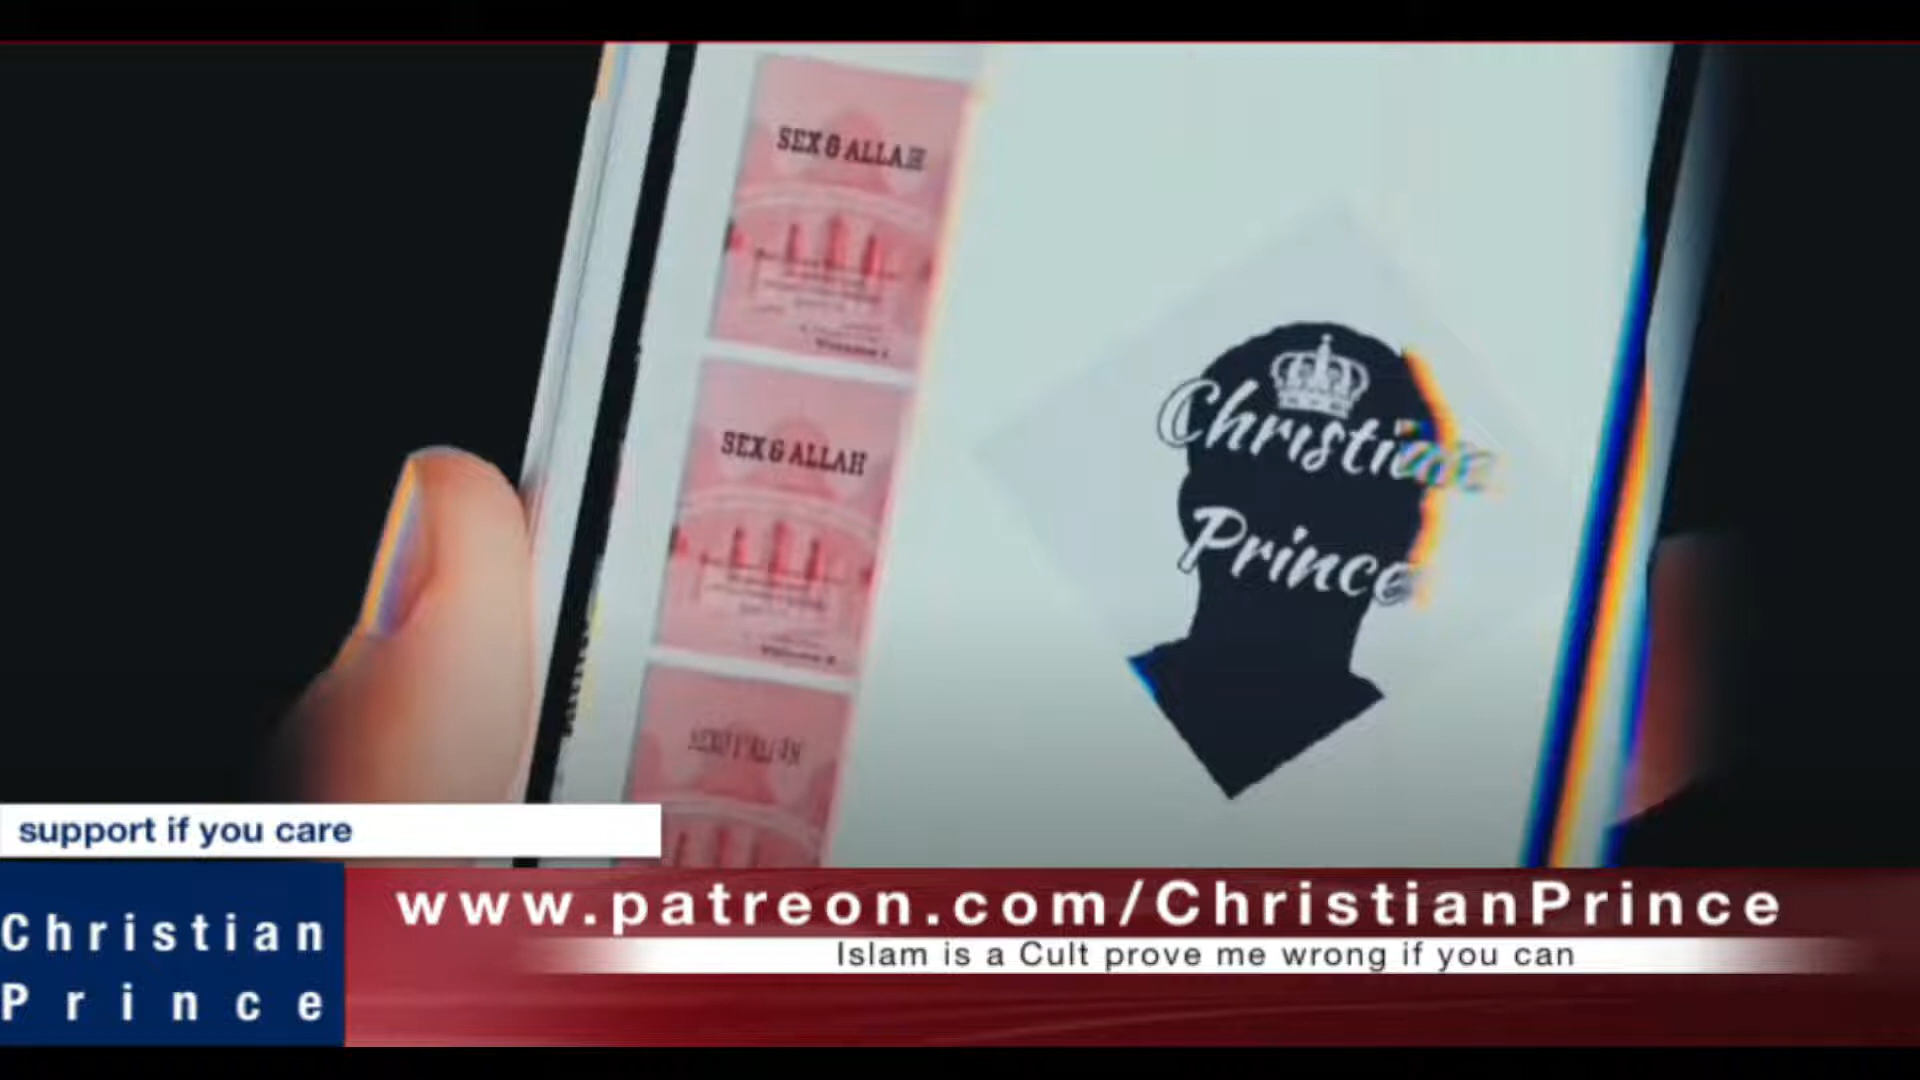 SEX & ALLAH
SEX & ALLAH
Christian
Prince
support if you care
Christian
Prince
www.patreon.com/ChristianPrince
Islam is a Cult prove me wrong if you can